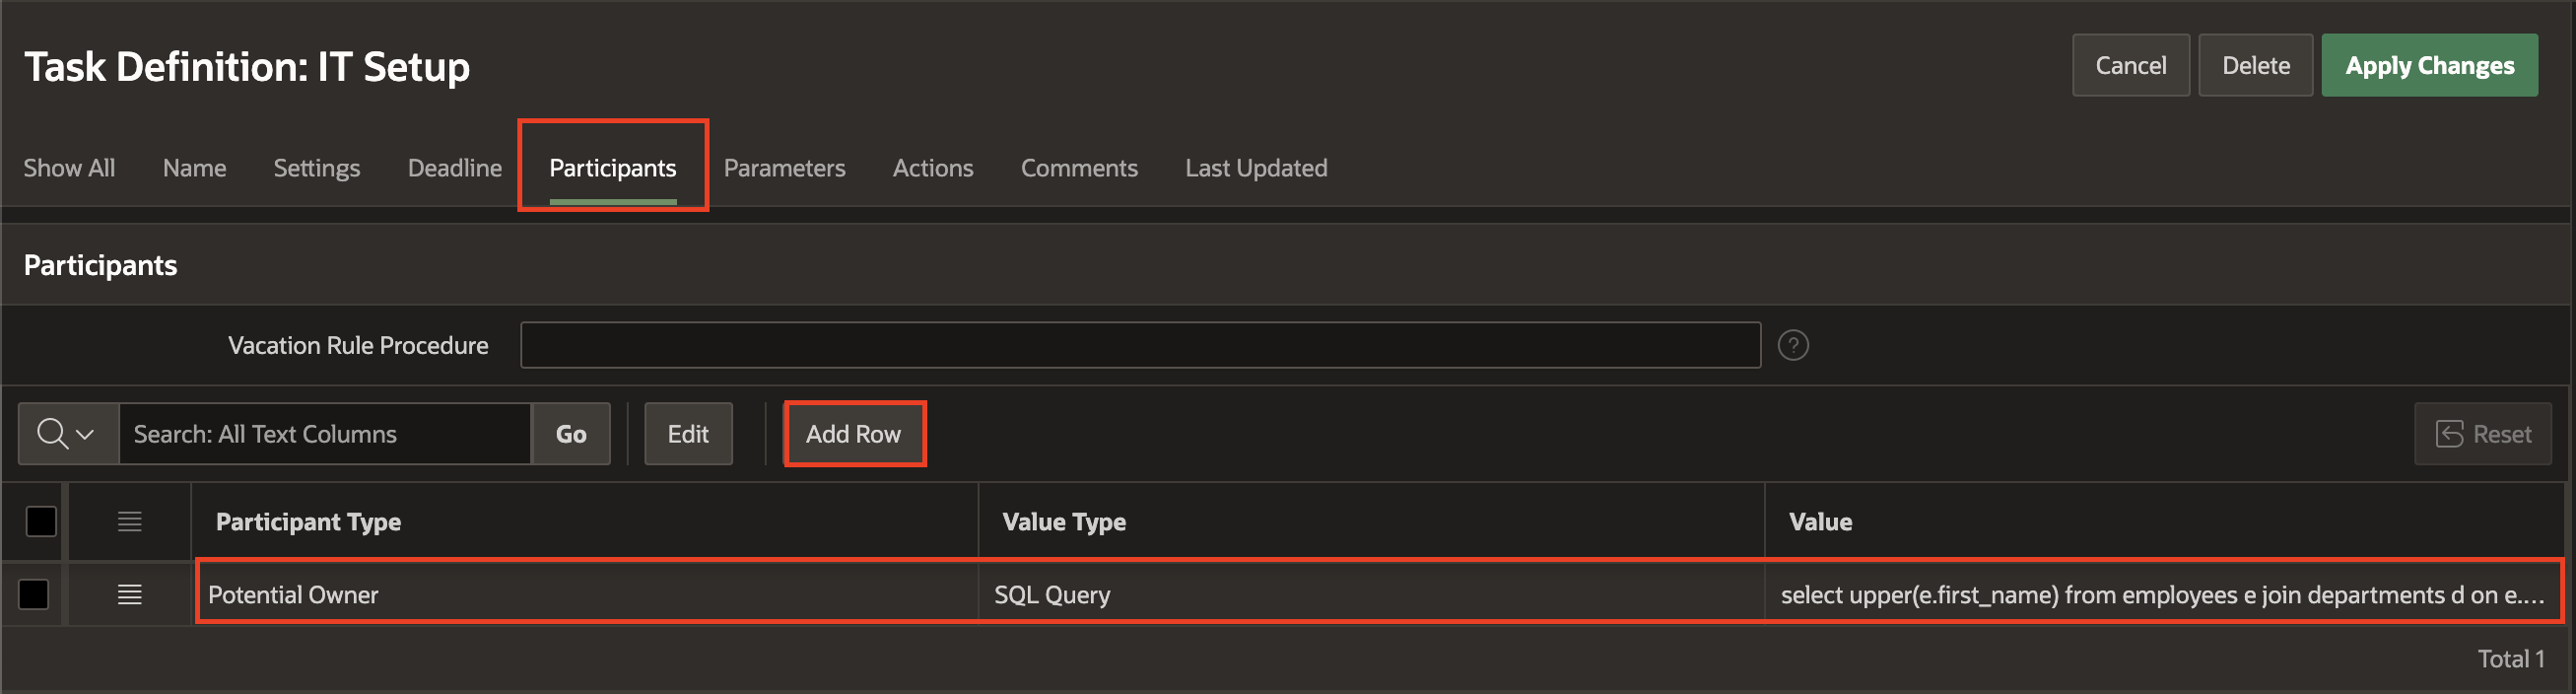 Task Definition: IT Setup
Cancel
Delete
Apply Changes
Show All
Name
Settings
Deadline
Participants
Parameters
Actions
Comments
Last Updated
Participants
Vacation Rule Procedure
?
Search: All Text Columns
Go
Edit
Add Row
Reset
Participant Type
Value Type
Value
Potential Owner
SQL Query
select upper(e.first_name) from employees e join departments d on e....
Total 1